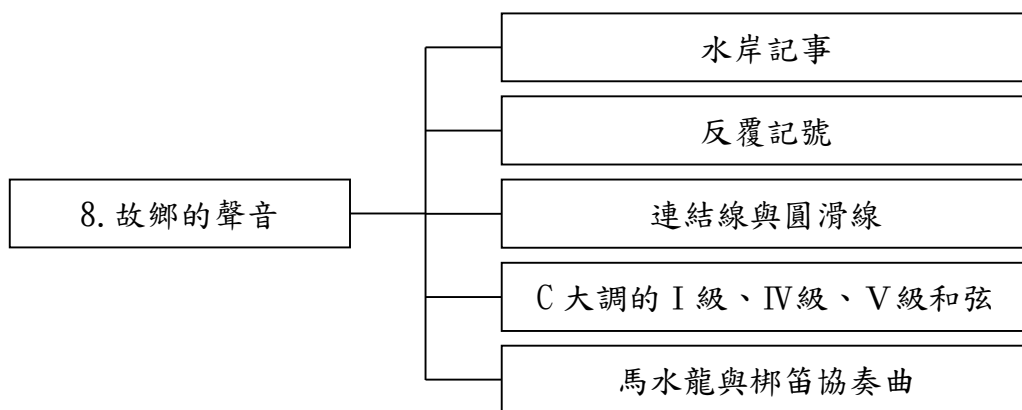 水岸記事
反覆記號
8.故鄉的聲音
連結線與圓滑線
C 大調的Ⅰ級、Ⅳ級、Ⅴ級和弦
馬水龍與梆笛協奏曲